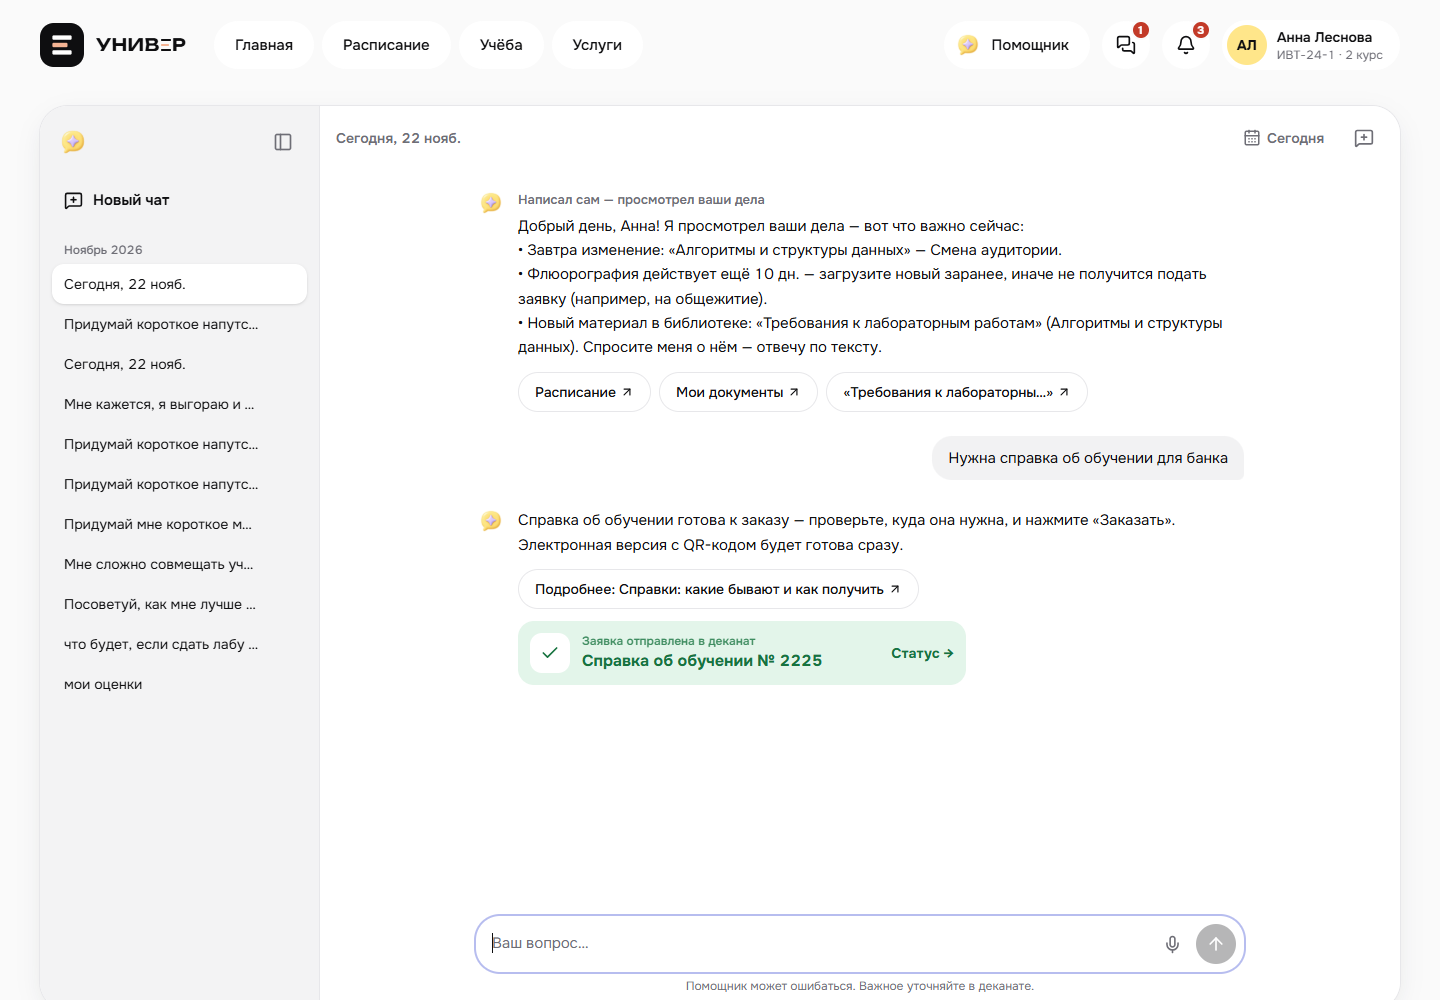 УНИВЕР
Главная
Расписание
Учёба
Услуги
Помощник
1
3
АЛ
Анна Леснова
ИВТ-24-1 · 2 курс
Новый чат
Ноябрь 2026
Сегодня, 22 нояб.
Придумай короткое напутс...
Сегодня, 22 нояб.
Мне кажется, я выгораю и ...
Придумай короткое напутс...
Придумай короткое напутс...
Придумай мне короткое м...
Мне сложно совмещать уч...
Посоветуй, как мне лучше ...
что будет, если сдать лабу ...
мои оценки
Сегодня, 22 нояб.
Сегодня
Написал сам — просмотрел ваши дела
Добрый день, Анна! Я просмотрел ваши дела — вот что важно сейчас:
• Завтра изменение: «Алгоритмы и структуры данных» — Смена аудитории.
• Флюорография действует ещё 10 дн. — загрузите новый заранее, иначе не получится подать
заявку (например, на общежитие).
• Новый материал в библиотеке: «Требования к лабораторным работам» (Алгоритмы и структуры
данных). Спросите меня о нём — отвечу по тексту.
Расписание
Мои документы
«Требования к лабораторны...»
Нужна справка об обучении для банка
Справка об обучении готова к заказу — проверьте, куда она нужна, и нажмите «Заказать».
Электронная версия с QR-кодом будет готова сразу.
Подробнее: Справки: какие бывают и как получить
Заявка отправлена в деканат
Справка об обучении № 2225
Статус →
Ваш вопрос...
Помощник может ошибаться. Важное уточняйте в деканате.